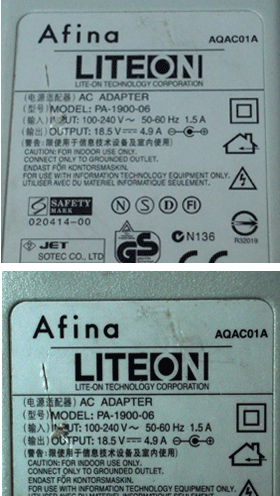 Afina AQAC01A
LITEON
LITE-ON TECHNOLOGY CORPORATION
(电源适配器) AC ADAPTER
(型号) MODEL: PA-1900-06
(输入) INPUT: 100-240 V~ 50-60 Hz 1.5 A
(输出) OUTPUT: 18.5 V 4.9 A
(警告: 限使用于信息技术设备及室内使用)
CAUTION: FOR INDOOR USE ONLY.
CONNECT ONLY TO GROUNDED OUTLET.
ENDAST FÖR KONTORSMASKIN.
FOR USE WITH INFORMATION TECHNOLOGY EQUIPMENT ONLY.
UTILISER AVEC DU MATERIEL INFORMATIQUE SEULEMENT.
SAFETY
MARK
020414-00
N S D FI
JET
SOTEC CO., LTD
GS
N136
R32019
CE
Afina AQAC01A
LITEON
LITE-ON TECHNOLOGY CORPORATION
(电源适配器) AC ADAPTER
(型号) MODEL: PA-1900-06
(输入) INPUT: 100-240 V~ 50-60 Hz 1.5 A
(输出) OUTPUT: 18.5 V 4.9 A
(警告: 限使用于信息技术设备及室内使用)
CAUTION: FOR INDOOR USE ONLY.
CONNECT ONLY TO GROUNDED OUTLET.
ENDAST FÖR KONTORSMASKIN.
FOR USE WITH INFORMATION TECHNOLOGY EQUIPMENT ONLY.